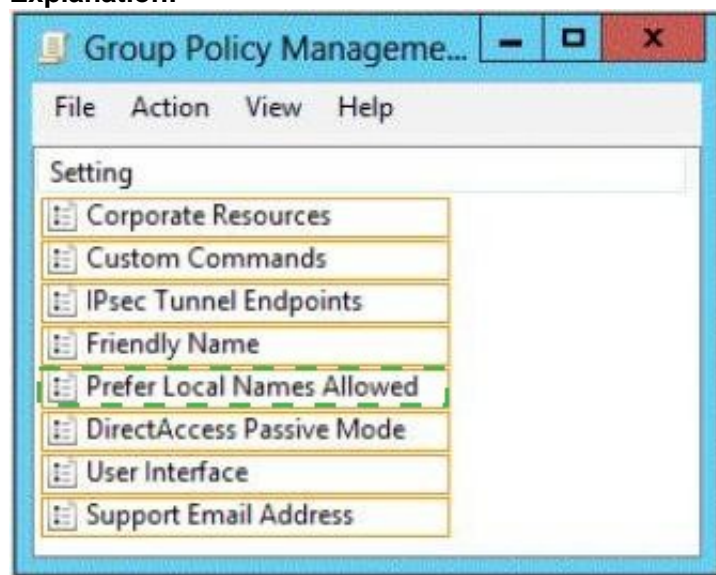 Explanation:
Group Policy Manageme...
File Action View Help
Setting
Corporate Resources
Custom Commands
IPsec Tunnel Endpoints
Friendly Name
Prefer Local Names Allowed
DirectAccess Passive Mode
User Interface
Support Email Address